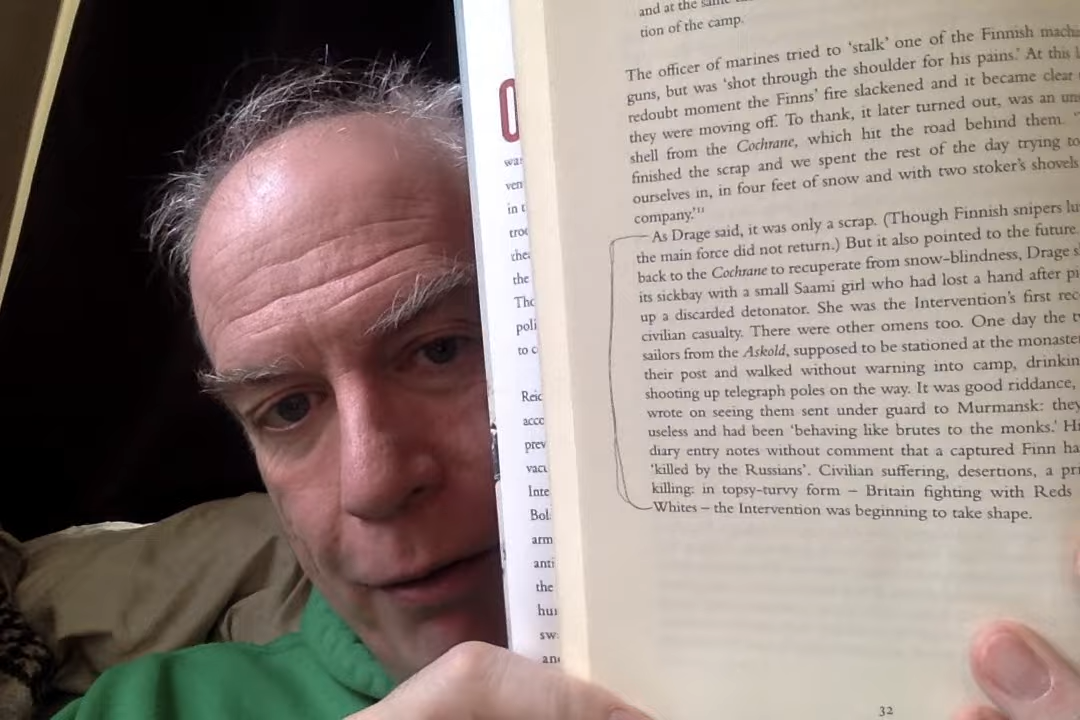 and at the
tion of the camp.
The officer of marines tried to ‘stalk’ one of the Finnish
guns, but was ‘shot through the shoulder for his pains.’ At this
redoubt moment the Finns’ fire slackened and it became clear
they were moving off. To thank, it later turned out, was an
shell from the Cochrane, which hit the road behind them.
finished the scrap and we spent the rest of the day trying to
ourselves in, in four feet of snow and with two stoker’s shovels
company.’¹¹
As Drage said, it was only a scrap. (Though Finnish snipers
the main force did not return.) But it also pointed to the future.
back to the Cochrane to recuperate from snow-blindness, Drage
its sickbay with a small Saami girl who had lost a hand after
up a discarded detonator. She was the Intervention’s first
civilian casualty. There were other omens too. One day the
sailors from the Askold, supposed to be stationed at the
their post and walked without warning into camp,
shooting up telegraph poles on the way. It was good riddance,
wrote on seeing them sent under guard to Murmansk: they
useless and had been ‘behaving like brutes to the monks.’
diary entry notes without comment that a captured Finn
‘killed by the Russians’. Civilian suffering, desertions, a
killing: in topsy-turvy form – Britain fighting with Reds
Whites – the Intervention was beginning to take shape.
32
in
the
to
the
and